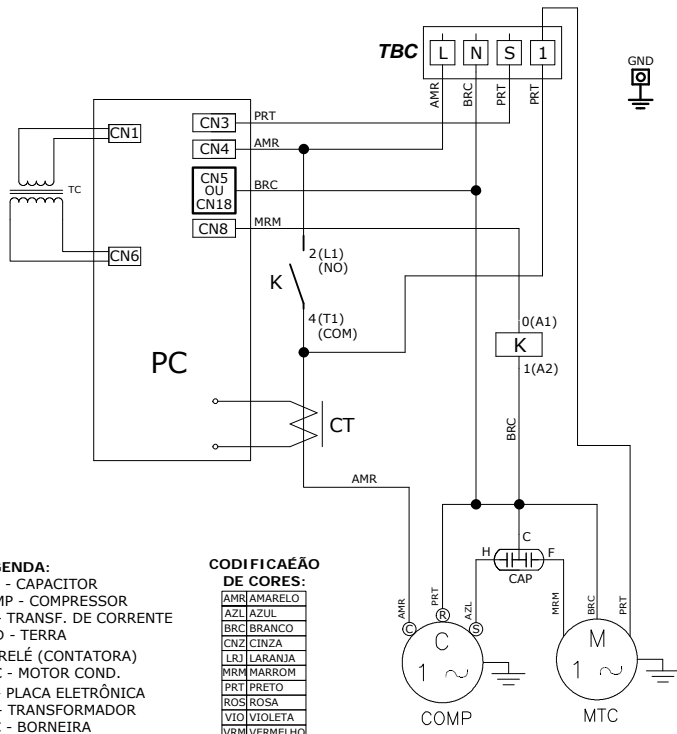 GND
TBC L N S 1
AMR BRC PRT PRT
CN1
CN3 PRT
CN4 AMR
CN5
OU
CN18
BRC
CN8 MRM
TC
CN6
2(L1)
(NO)
K
4(T1)
(COM)
0(A1)
K
1(A2)
PC
CT
BRC
AMR
C
H F
CAP
AMR PRT AZL MRM BRC PRT
C R S
C
1
COMP
M
1
MTC
GENDA:
- CAPACITOR
MP - COMPRESSOR
- TRANSF. DE CORRENTE
D - TERRA
RELÉ (CONTATORA)
C - MOTOR COND.
PLACA ELETRÔNICA
- TRANSFORMADOR
C - BORNEIRA
CODIFICAÉÃO
DE CORES:
AMR AMARELO
AZL AZUL
BRC BRANCO
CNZ CINZA
LRJ LARANJA
MRM MARROM
PRT PRETO
ROS ROSA
VIO VIOLETA
VRM VERMELHO